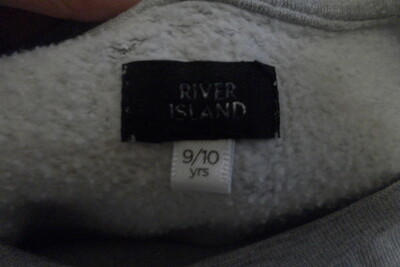 RIVER
ISLAND
9/10
yrs